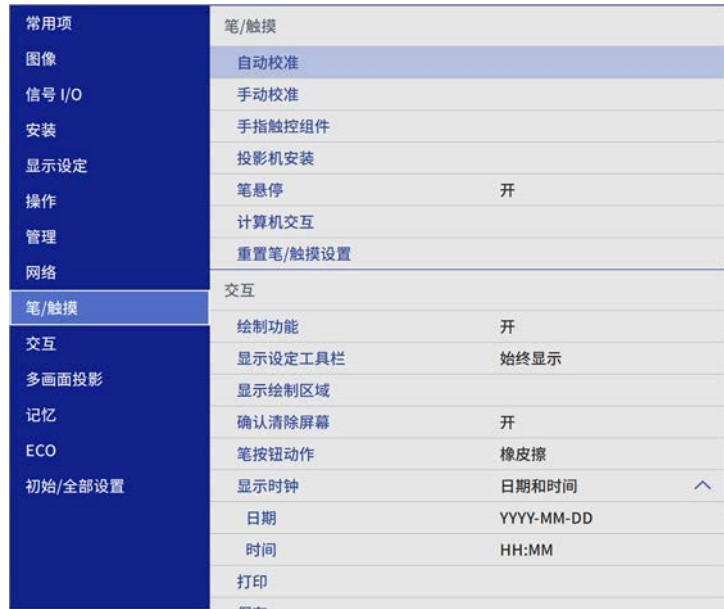 常用项
图像
信号 I/O
安装
显示设定
操作
管理
网络
笔/触摸
交互
多画面投影
记忆
ECO
初始/全部设置
笔/触摸
自动校准
手动校准
手指触控组件
投影机安装
笔悬停 开
计算机交互
重置笔/触摸设置
交互
绘制功能 开
显示设定工具栏 始终显示
显示绘制区域
确认清除屏幕 开
笔按钮动作 橡皮擦
显示时钟 日期和时间
日期 YYYY-MM-DD
时间 HH:MM
打印